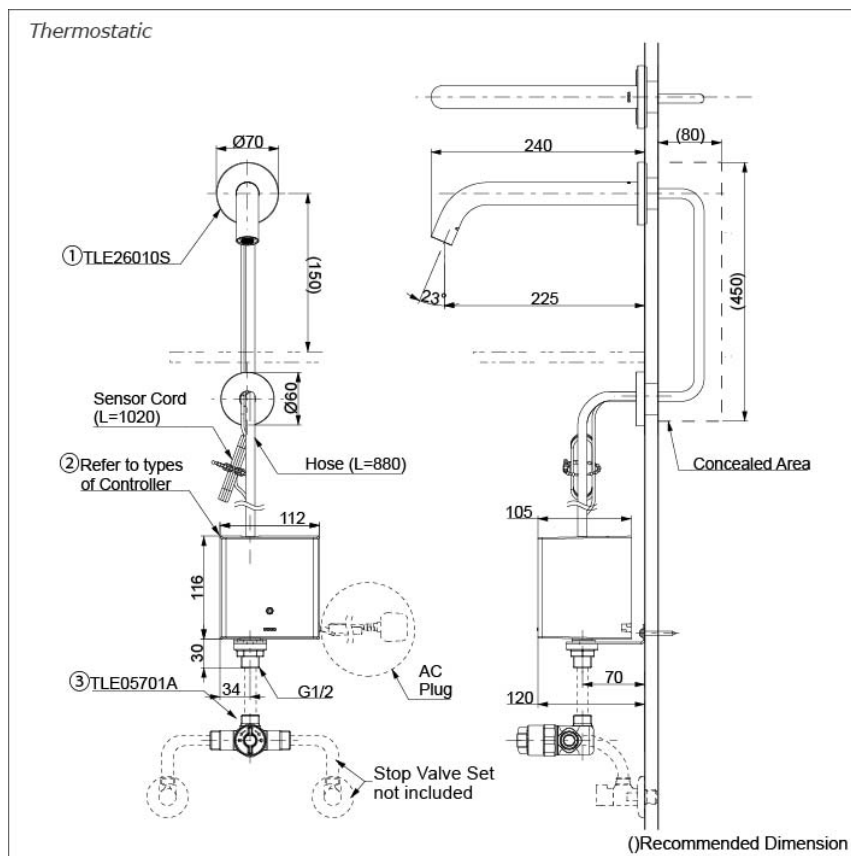 Thermostatic
Ø70
240
(80)
①TLE26010S
(150)
23°
225
(450)
Ø60
Sensor Cord
(L=1020)
Hose (L=880)
Concealed Area
②Refer to types
of Controller
112
105
116
30
AC
Plug
③TLE05701A
34
G1/2
70
120
Stop Valve Set
not included
()Recommended Dimension